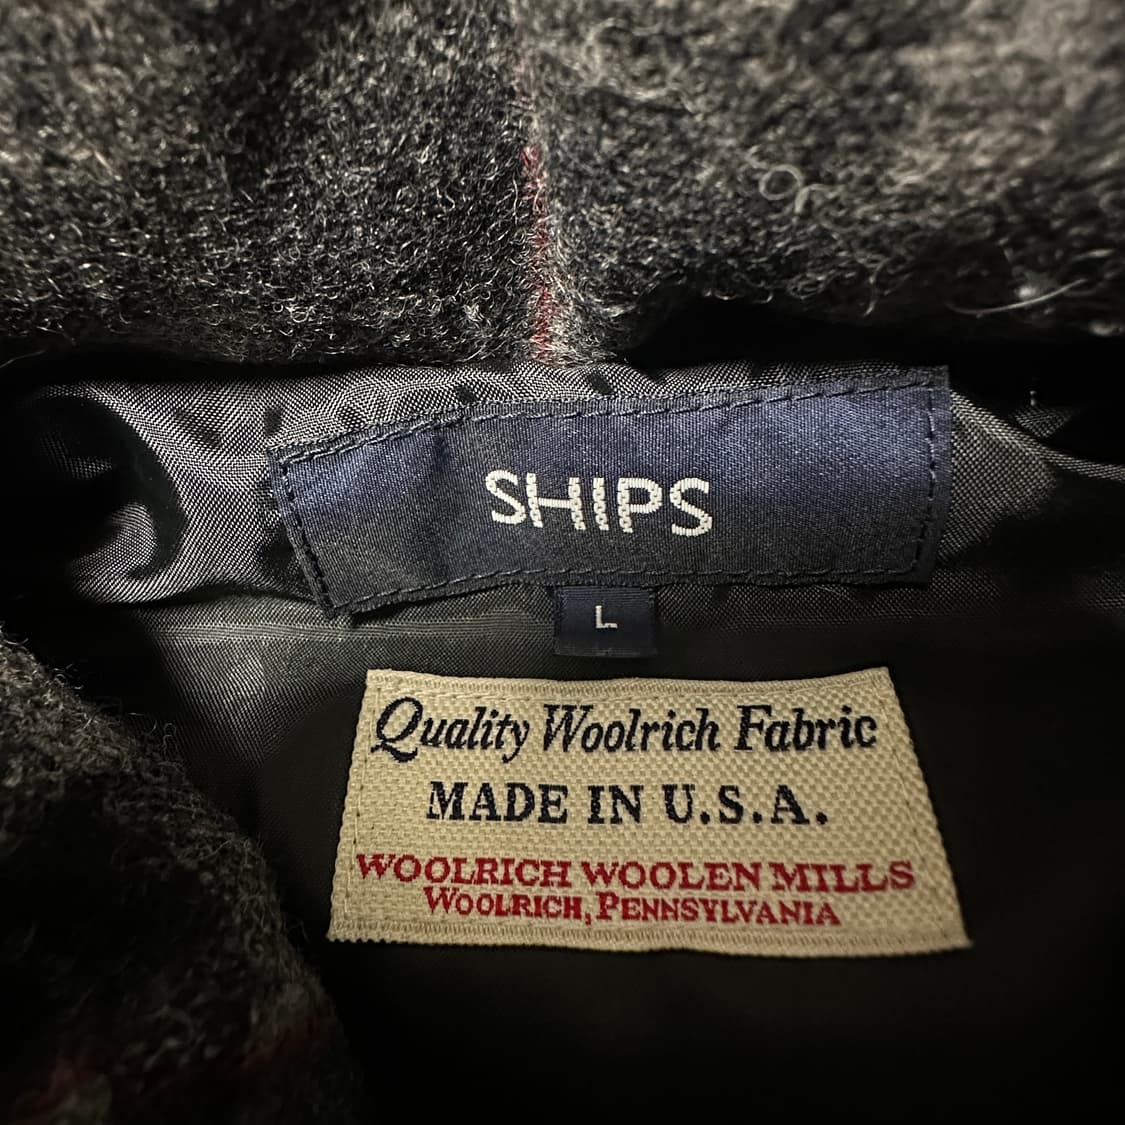 SHIPS
L
Quality Woolrich Fabric
MADE IN U.S.A.
WOOLRICH WOOLEN MILLS
WOOLRICH, PENNSYLVANIA